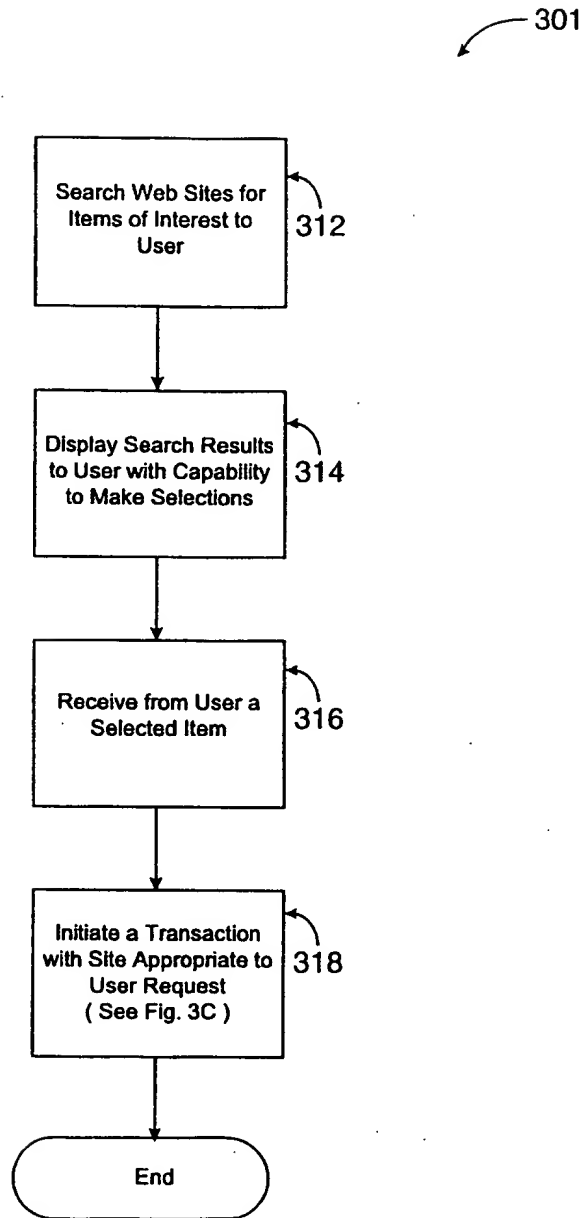 301
Search Web Sites for
Items of Interest to
User
312
Display Search Results
to User with Capability
to Make Selections
314
Receive from User a
Selected Item
316
Initiate a Transaction
with Site Appropriate to
User Request
( See Fig. 3C )
318
End